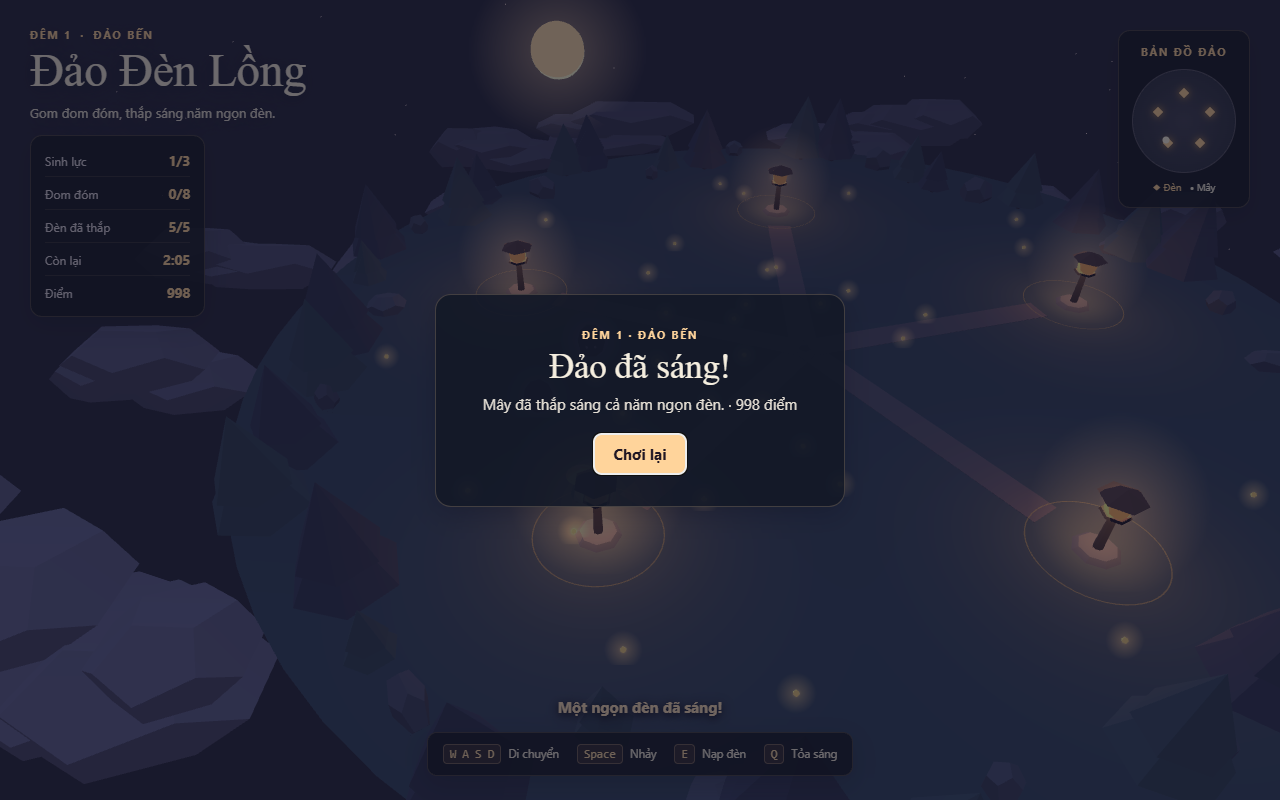 ĐÊM 1 · ĐẢO BẾN
Đảo Đèn Lồng
Gom đom đóm, thắp sáng năm ngọn đèn.
Sinh lực 1/3
Đom đóm 0/8
Đèn đã thắp 5/5
Còn lại 2:05
Điểm 998
BẢN ĐỒ ĐẢO
◆ Đèn • Mây
ĐÊM 1 · ĐẢO BẾN
Đảo đã sáng!
Mây đã thắp sáng cả năm ngọn đèn. · 998 điểm
Chơi lại
Một ngọn đèn đã sáng!
W A S D Di chuyển Space Nhảy E Nạp đèn Q Tỏa sáng